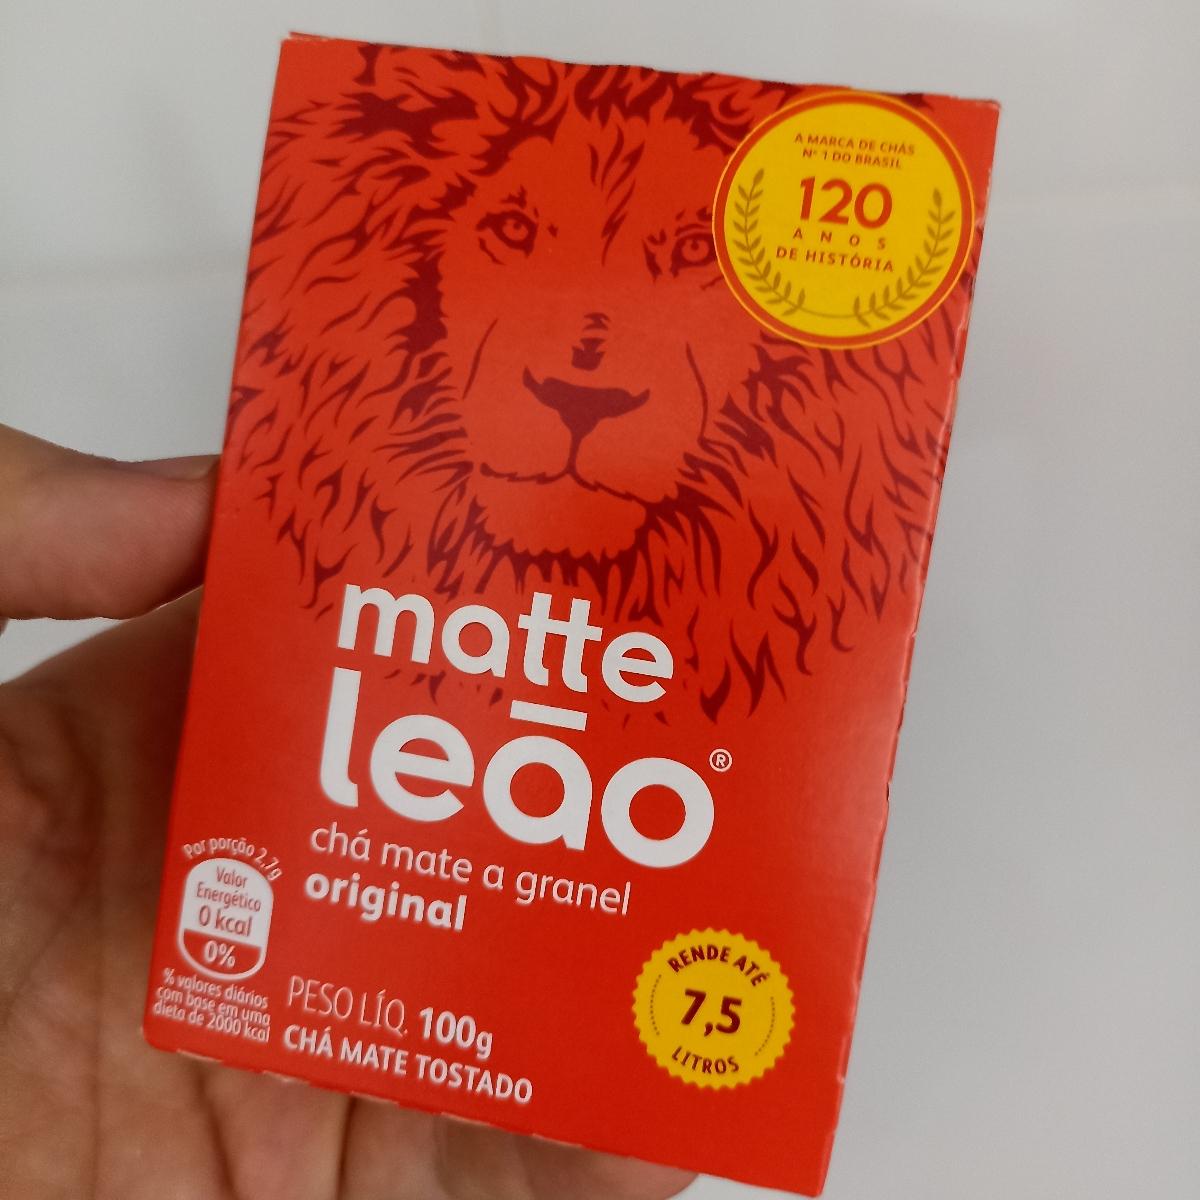 A MARCA DE CHÁS
Nº 1 DO BRASIL
120
ANOS
DE HISTÓRIA
matte
leão®
chá mate a granel
original
Por porção 2,7g
Valor
Energético
0 kcal
0%
% valores diários
com base em uma
dieta de 2000 kcal
PESO LÍQ. 100g
CHÁ MATE TOSTADO
RENDE ATÉ
7,5
LITROS